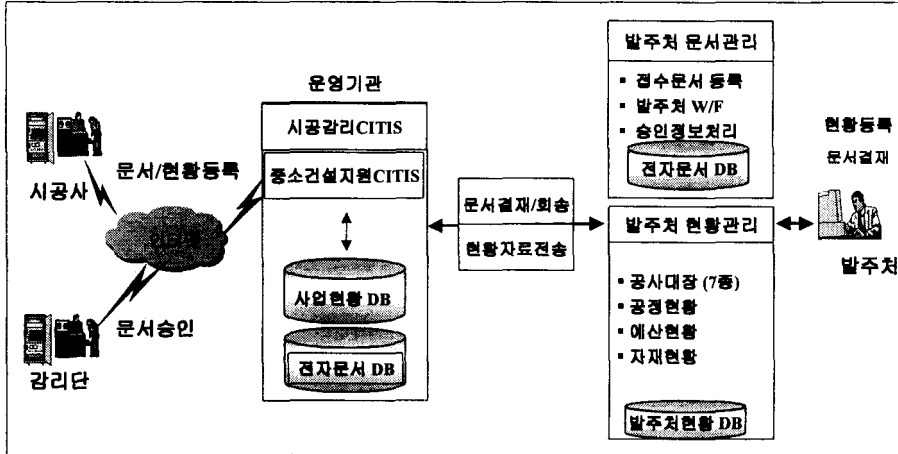 시공사
문서/현황등록
인터넷
문서승인
감리단
운영기관
시공감리CITIS
중소건설지원CITIS
사업현황 DB
전자문서 DB
문서결재/회송
현황자료전송
발주처 문서관리
▪ 접수문서 등록
▪ 발주처 W/F
▪ 승인정보처리
전자문서 DB
발주처 현황관리
▪ 공사대장 (7종)
▪ 공정현황
▪ 예산현황
▪ 자재현황
발주처현황 DB
현황등록
문서결재
발주처